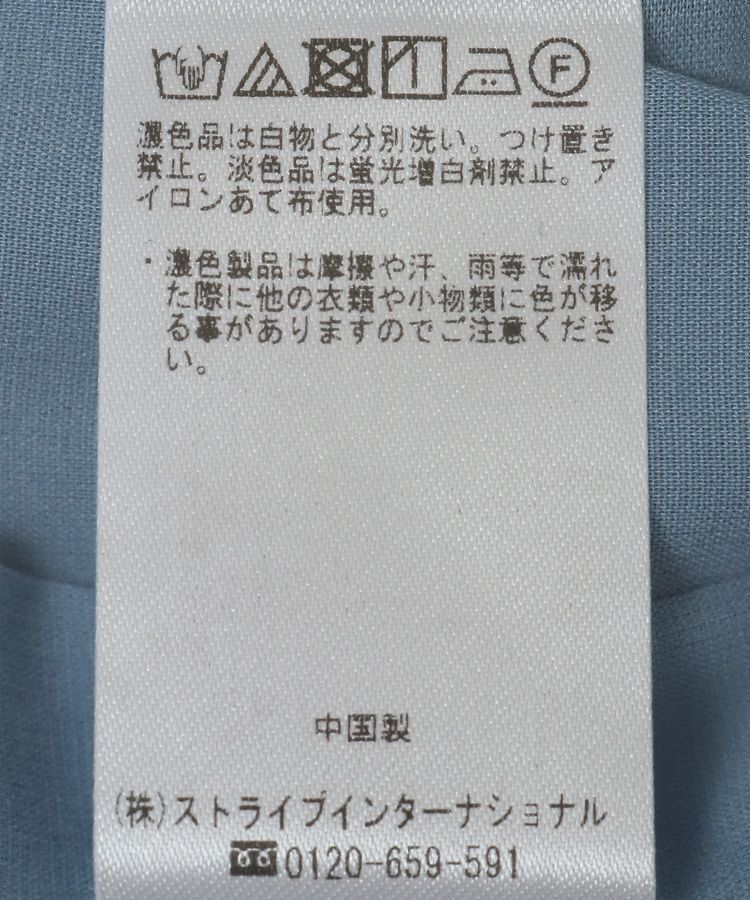 F
濃色品は白物と分別洗い。つけ置き
禁止。淡色品は蛍光増白剤禁止。ア
イロンあて布使用。
・濃色製品は摩擦や汗、雨等で濡れ
た際に他の衣類や小物類に色が移
る事がありますのでご注意くださ
い。
中国製
(株)ストライプインターナショナル
0120-659-591